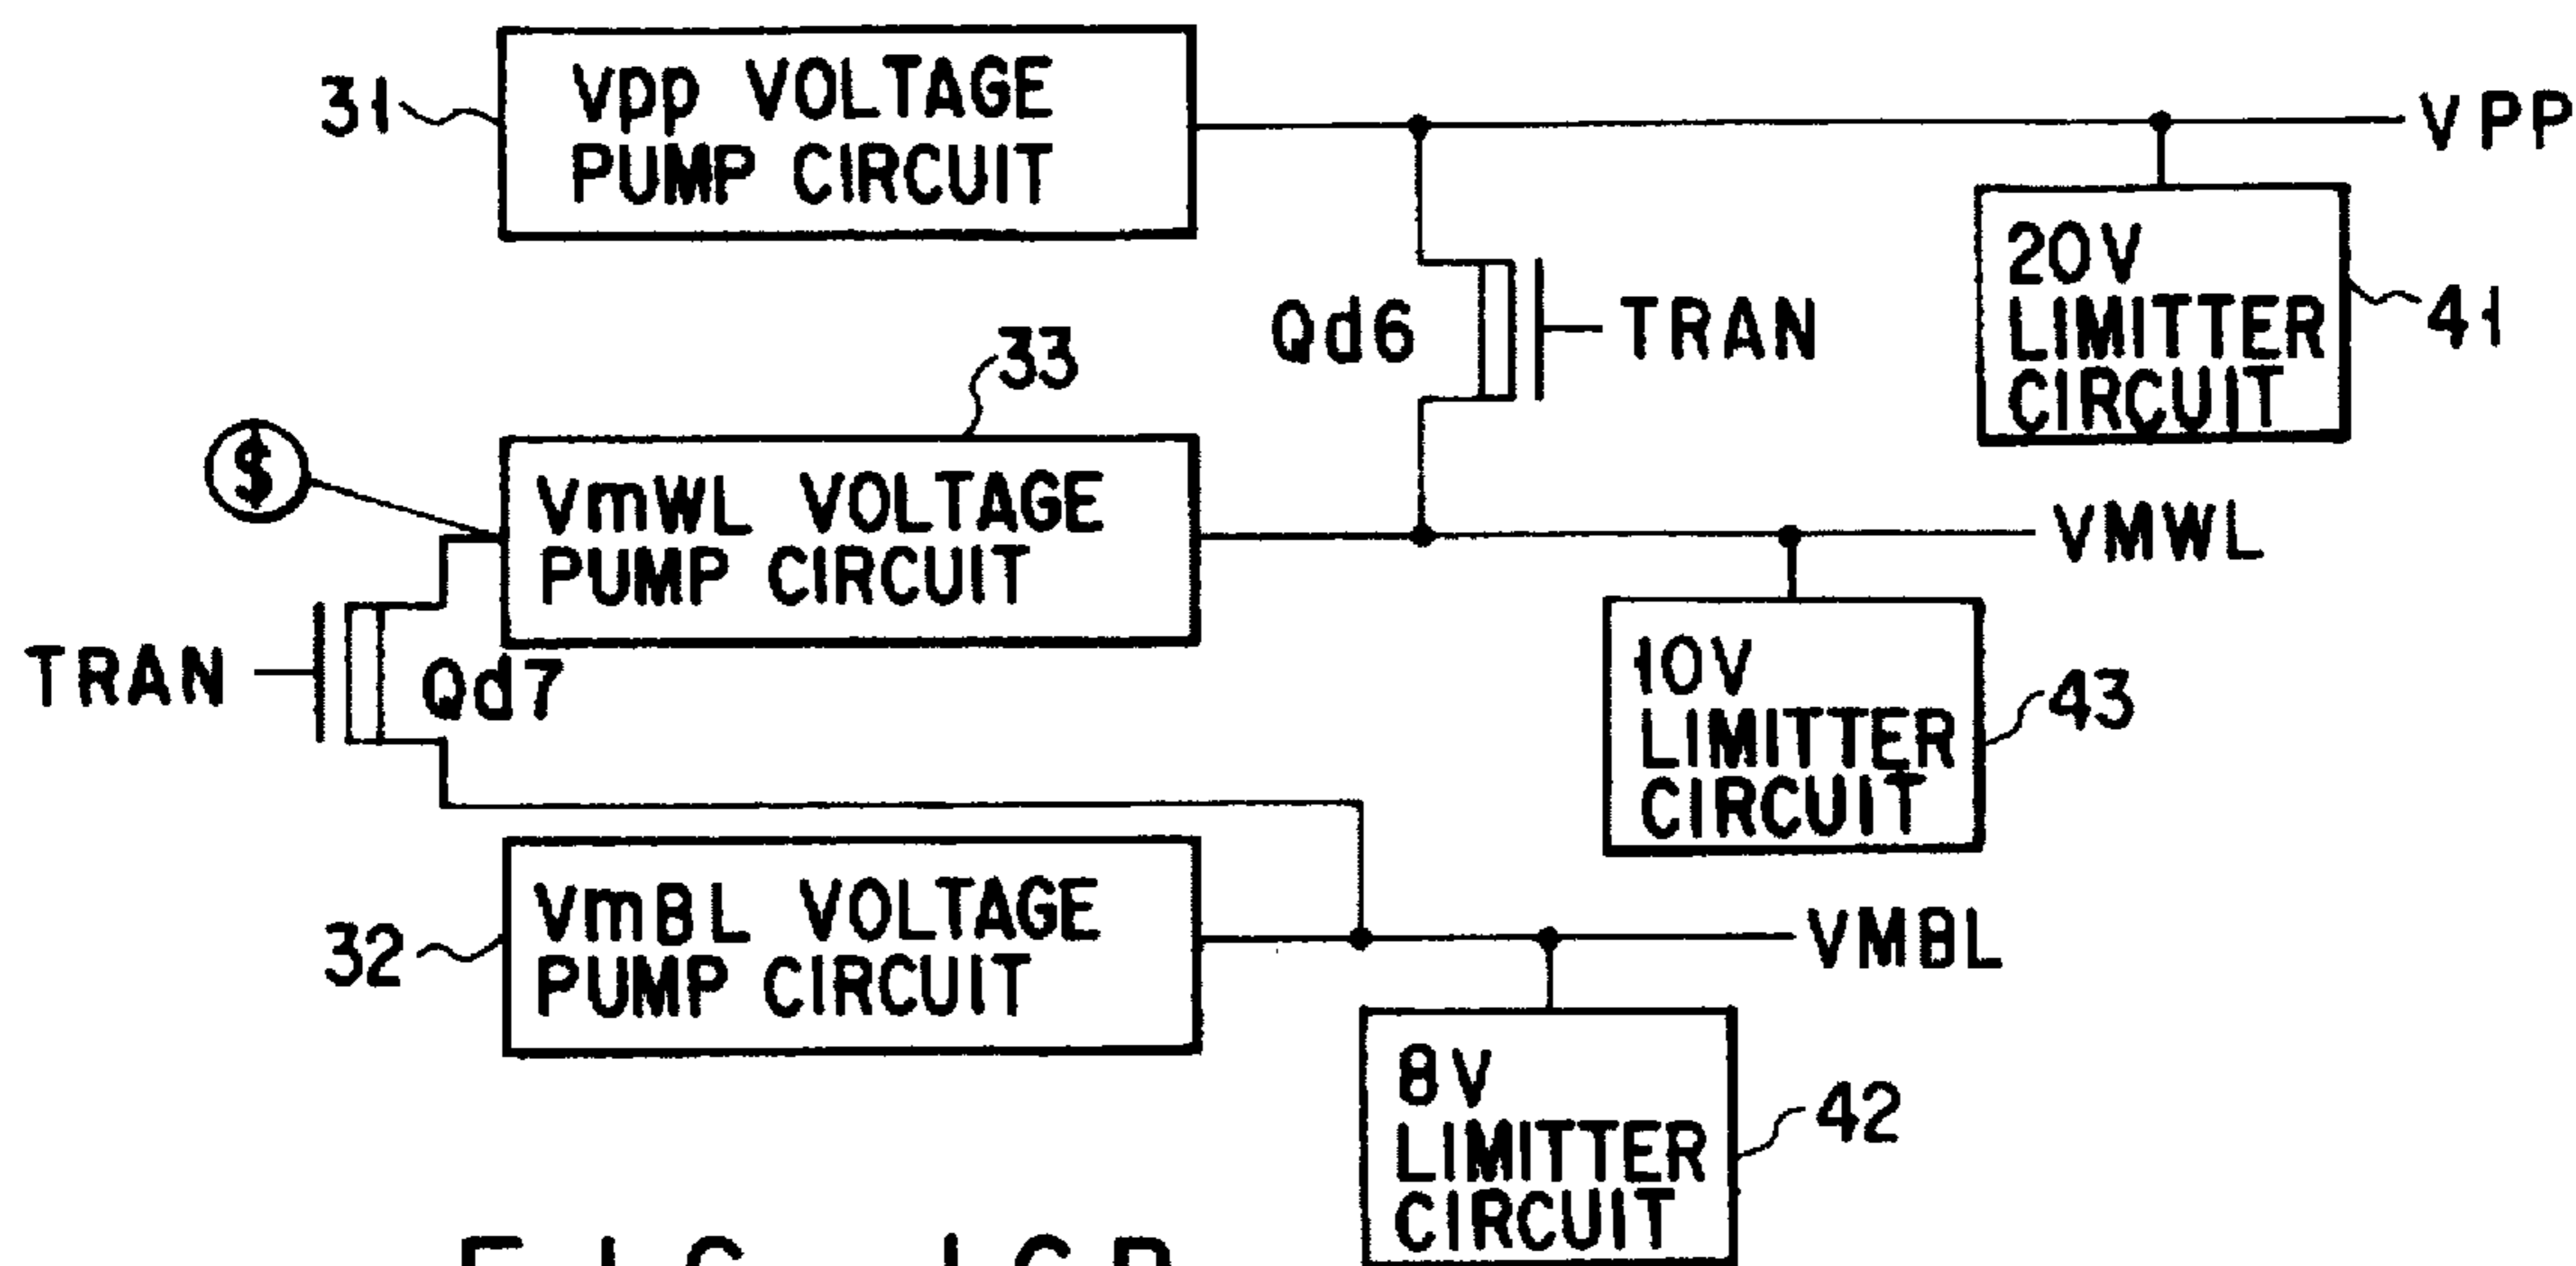 31
Vpp VOLTAGE
PUMP CIRCUIT
VPP
20V
LIMITTER
CIRCUIT
41
Qd6
TRAN
33
$
VmWL VOLTAGE
PUMP CIRCUIT
VMWL
10V
LIMITTER
CIRCUIT
43
TRAN
Qd7
32
VmBL VOLTAGE
PUMP CIRCUIT
VMBL
8V
LIMITTER
CIRCUIT
42